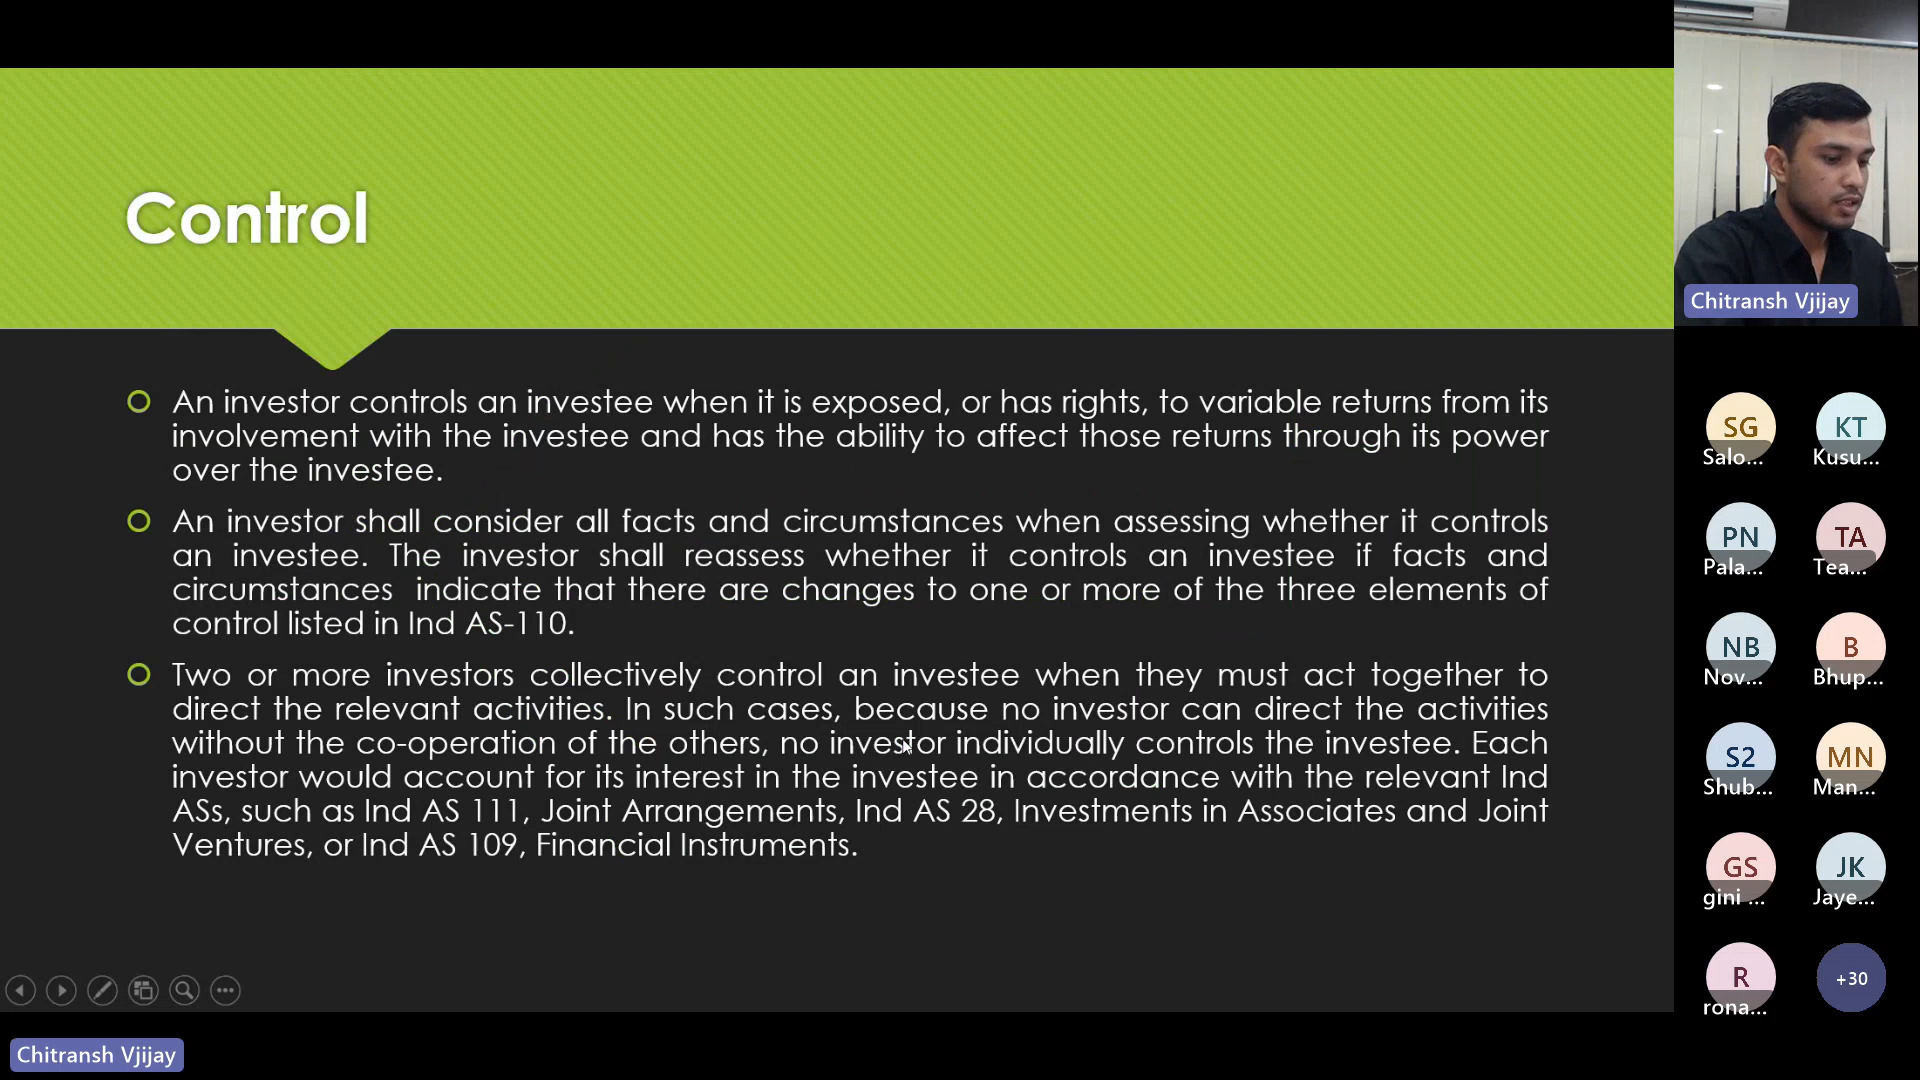 Control
An investor controls an investee when it is exposed, or has rights, to variable returns from its
involvement with the investee and has the ability to affect those returns through its power
over the investee.
An investor shall consider all facts and circumstances when assessing whether it controls
an investee. The investor shall reassess whether it controls an investee if facts and
circumstances indicate that there are changes to one or more of the three elements of
control listed in Ind AS-110.
Two or more investors collectively control an investee when they must act together to
direct the relevant activities. In such cases, because no investor can direct the activities
without the co-operation of the others, no investor individually controls the investee. Each
investor would account for its interest in the investee in accordance with the relevant Ind
ASs, such as Ind AS 111, Joint Arrangements, Ind AS 28, Investments in Associates and Joint
Ventures, or Ind AS 109, Financial Instruments.
Chitransh Vjijay
Chitransh Vjijay
SG
Salo...
KT
Kusu...
PN
Pala...
TA
Tea...
NB
Nov...
B
Bhup...
S2
Shub...
MN
Man...
GS
gini ...
JK
Jaye...
R
rona...
+30